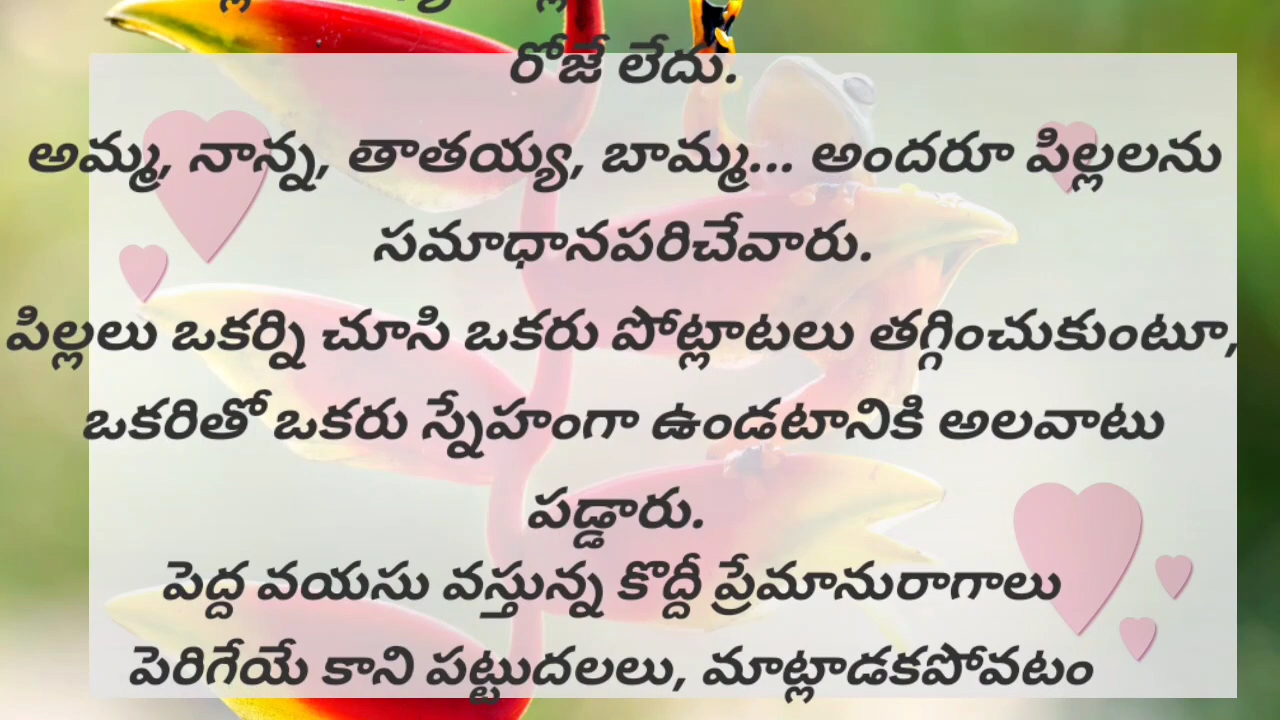 రోజే లేదు.
అమ్మ, నాన్న, తాతయ్య, బామ్మ... అందరూ పిల్లలను
సమాధానపరిచేవారు.
పిల్లలు ఒకర్ని చూసి ఒకరు పోట్లాటలు తగ్గించుకుంటూ,
ఒకరితో ఒకరు స్నేహంగా ఉండటానికి అలవాటు
పడ్డారు.
పెద్ద వయసు వస్తున్న కొద్దీ ప్రేమానురాగాలు
పెరిగేయే కాని పట్టుదలలు, మాట్లాడకపోవటం